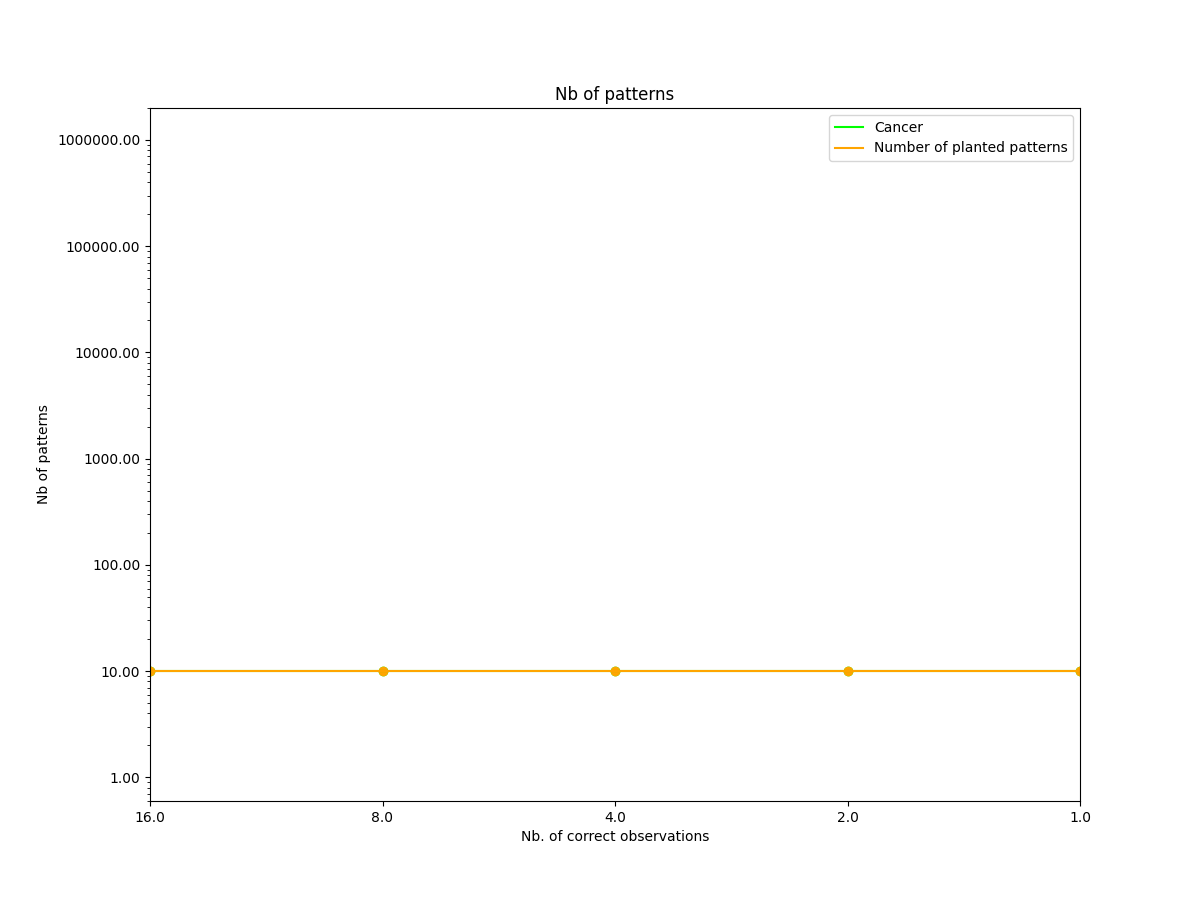 Nb of patterns
Cancer
Number of planted patterns
1000000.00
100000.00
10000.00
1000.00
100.00
10.00
1.00
Nb of patterns
16.0 8.0 4.0 2.0 1.0
Nb. of correct observations